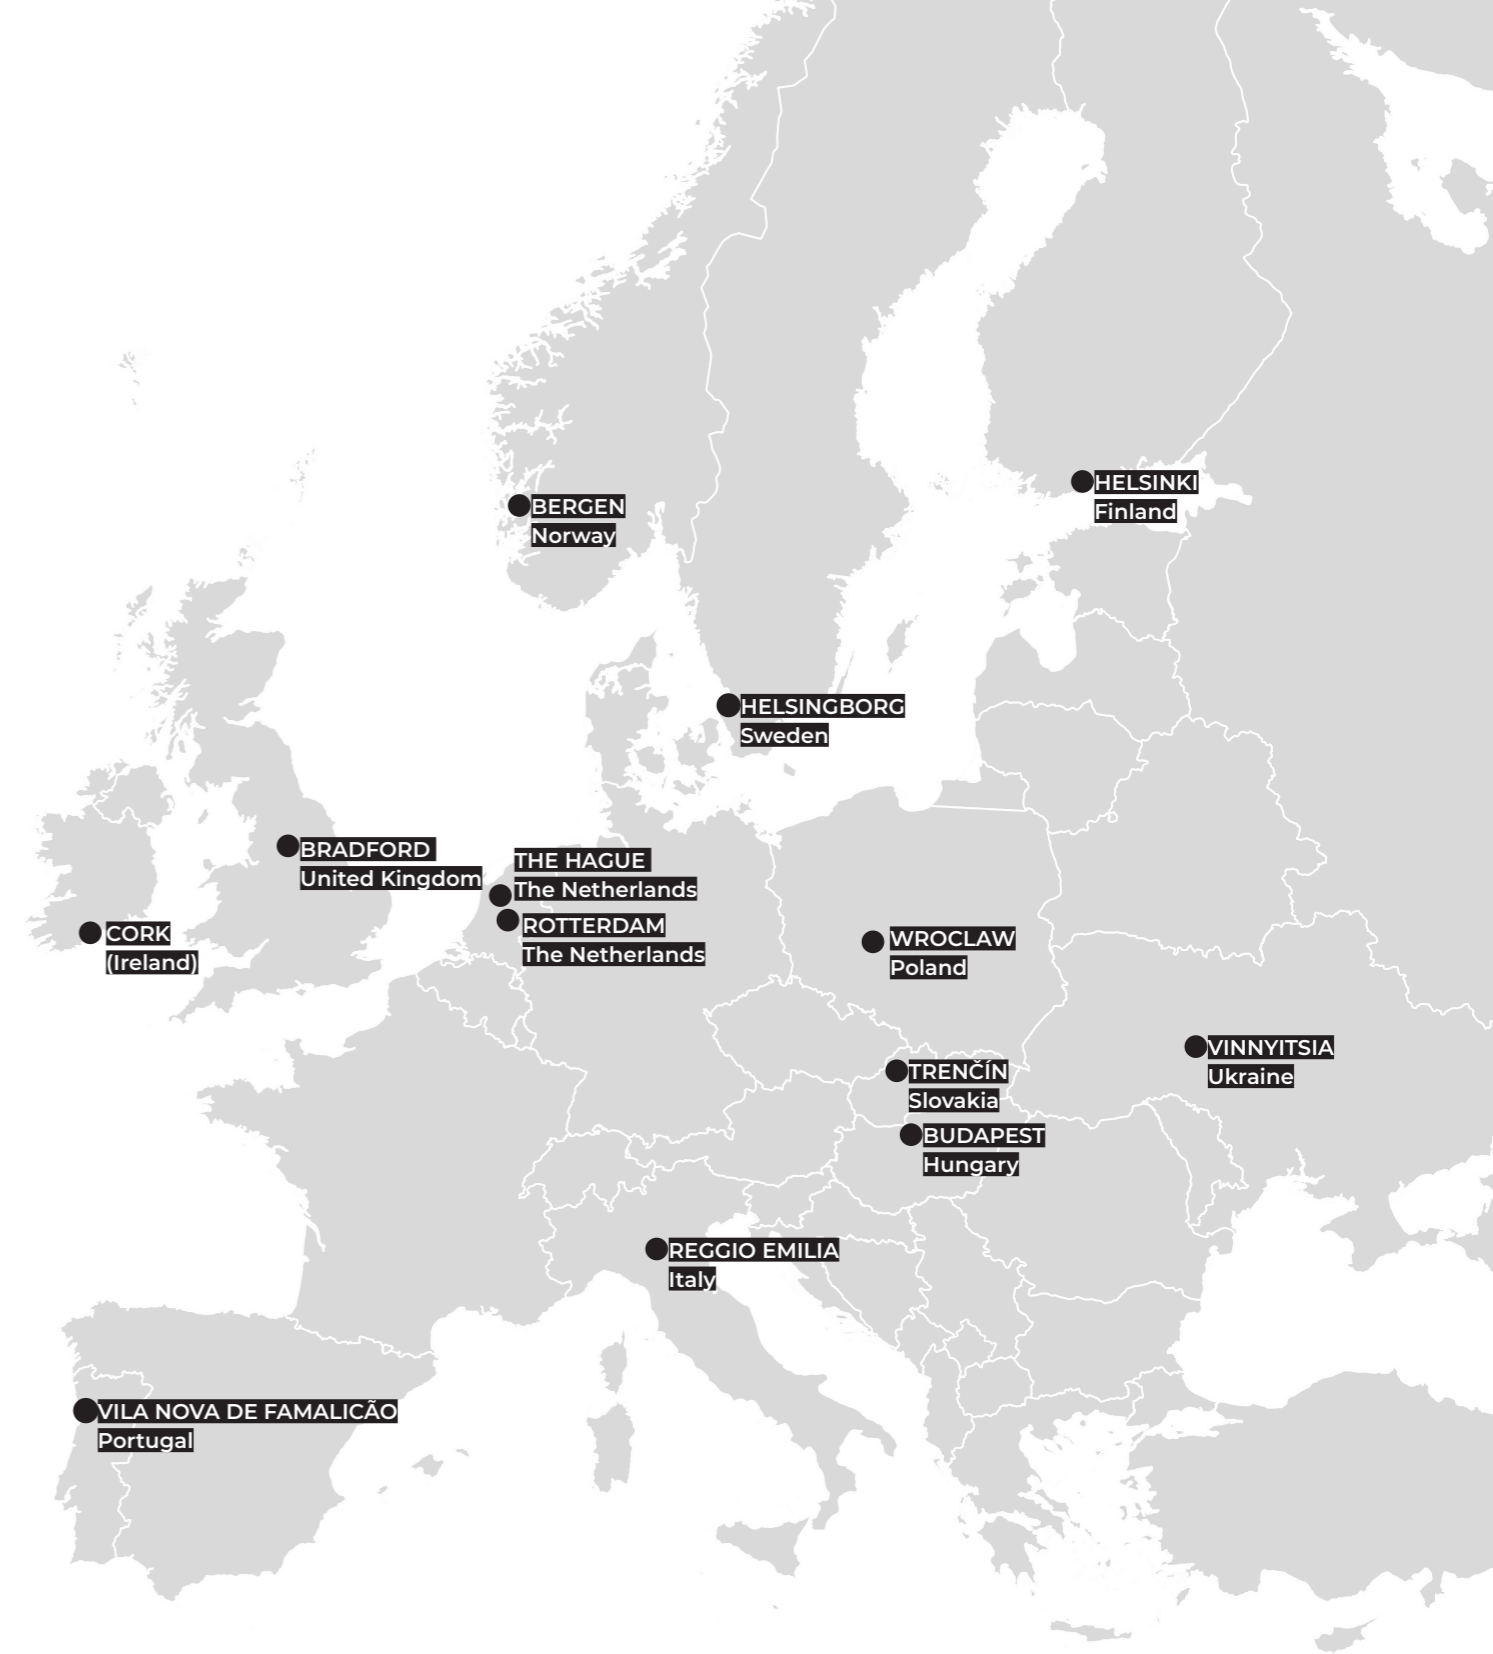 HELSINKI
Finland
BERGEN
Norway
HELSINGBORG
Sweden
BRADFORD
United Kingdom
THE HAGUE
The Netherlands
ROTTERDAM
The Netherlands
CORK
(Ireland)
WROCLAW
Poland
VINNYITSIA
Ukraine
TRENČÍN
Slovakia
BUDAPEST
Hungary
REGGIO EMILIA
Italy
VILA NOVA DE FAMALICÃO
Portugal